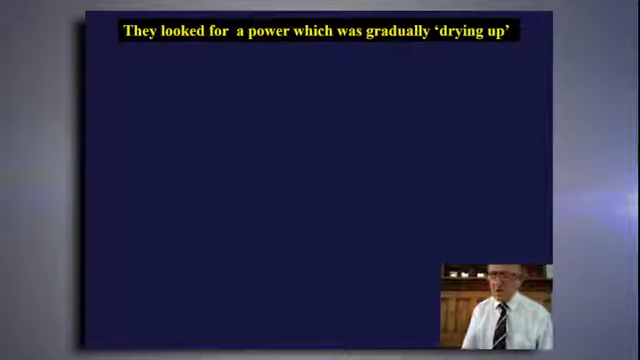 They looked for a power which was gradually ‘drying up’